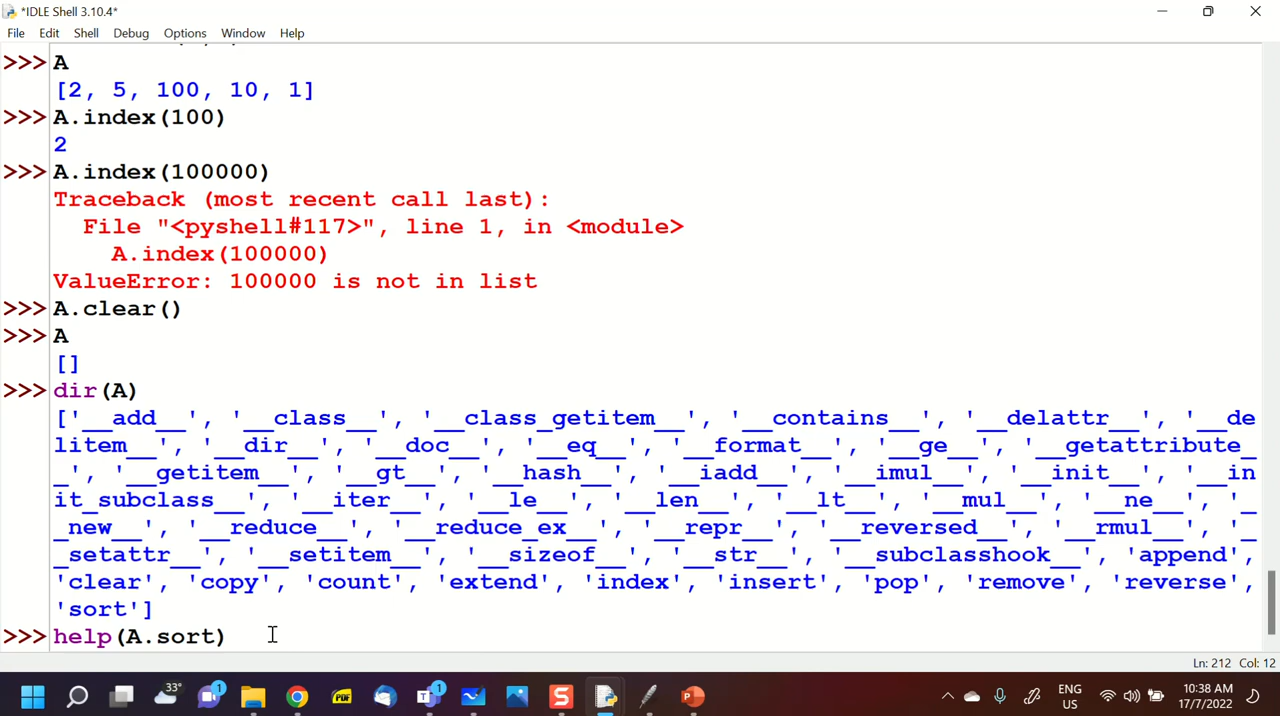 *IDLE Shell 3.10.4*
File Edit Shell Debug Options Window Help
>>> A
[2, 5, 100, 10, 1]
>>> A.index(100)
2
>>> A.index(100000)
Traceback (most recent call last):
File "<pyshell#117>", line 1, in <module>
A.index(100000)
ValueError: 100000 is not in list
>>> A.clear()
>>> A
[]
>>> dir(A)
['__add__', '__class__', '__class_getitem__', '__contains__', '__delattr__', '__de
litem__', '__dir__', '__doc__', '__eq__', '__format__', '__ge__', '__getattribute_
_', '__getitem__', '__gt__', '__hash__', '__iadd__', '__imul__', '__init__', '__in
it_subclass__', '__iter__', '__le__', '__len__', '__lt__', '__mul__', '__ne__', '_
_new__', '__reduce__', '__reduce_ex__', '__repr__', '__reversed__', '__rmul__', '_
_setattr__', '__setitem__', '__sizeof__', '__str__', '__subclasshook__', 'append',
'clear', 'copy', 'count', 'extend', 'index', 'insert', 'pop', 'remove', 'reverse',
'sort']
>>> help(A.sort)
Ln: 212 Col: 12
33° 1 PDF T 1 S P ENG 10:38 AM
US 17/7/2022